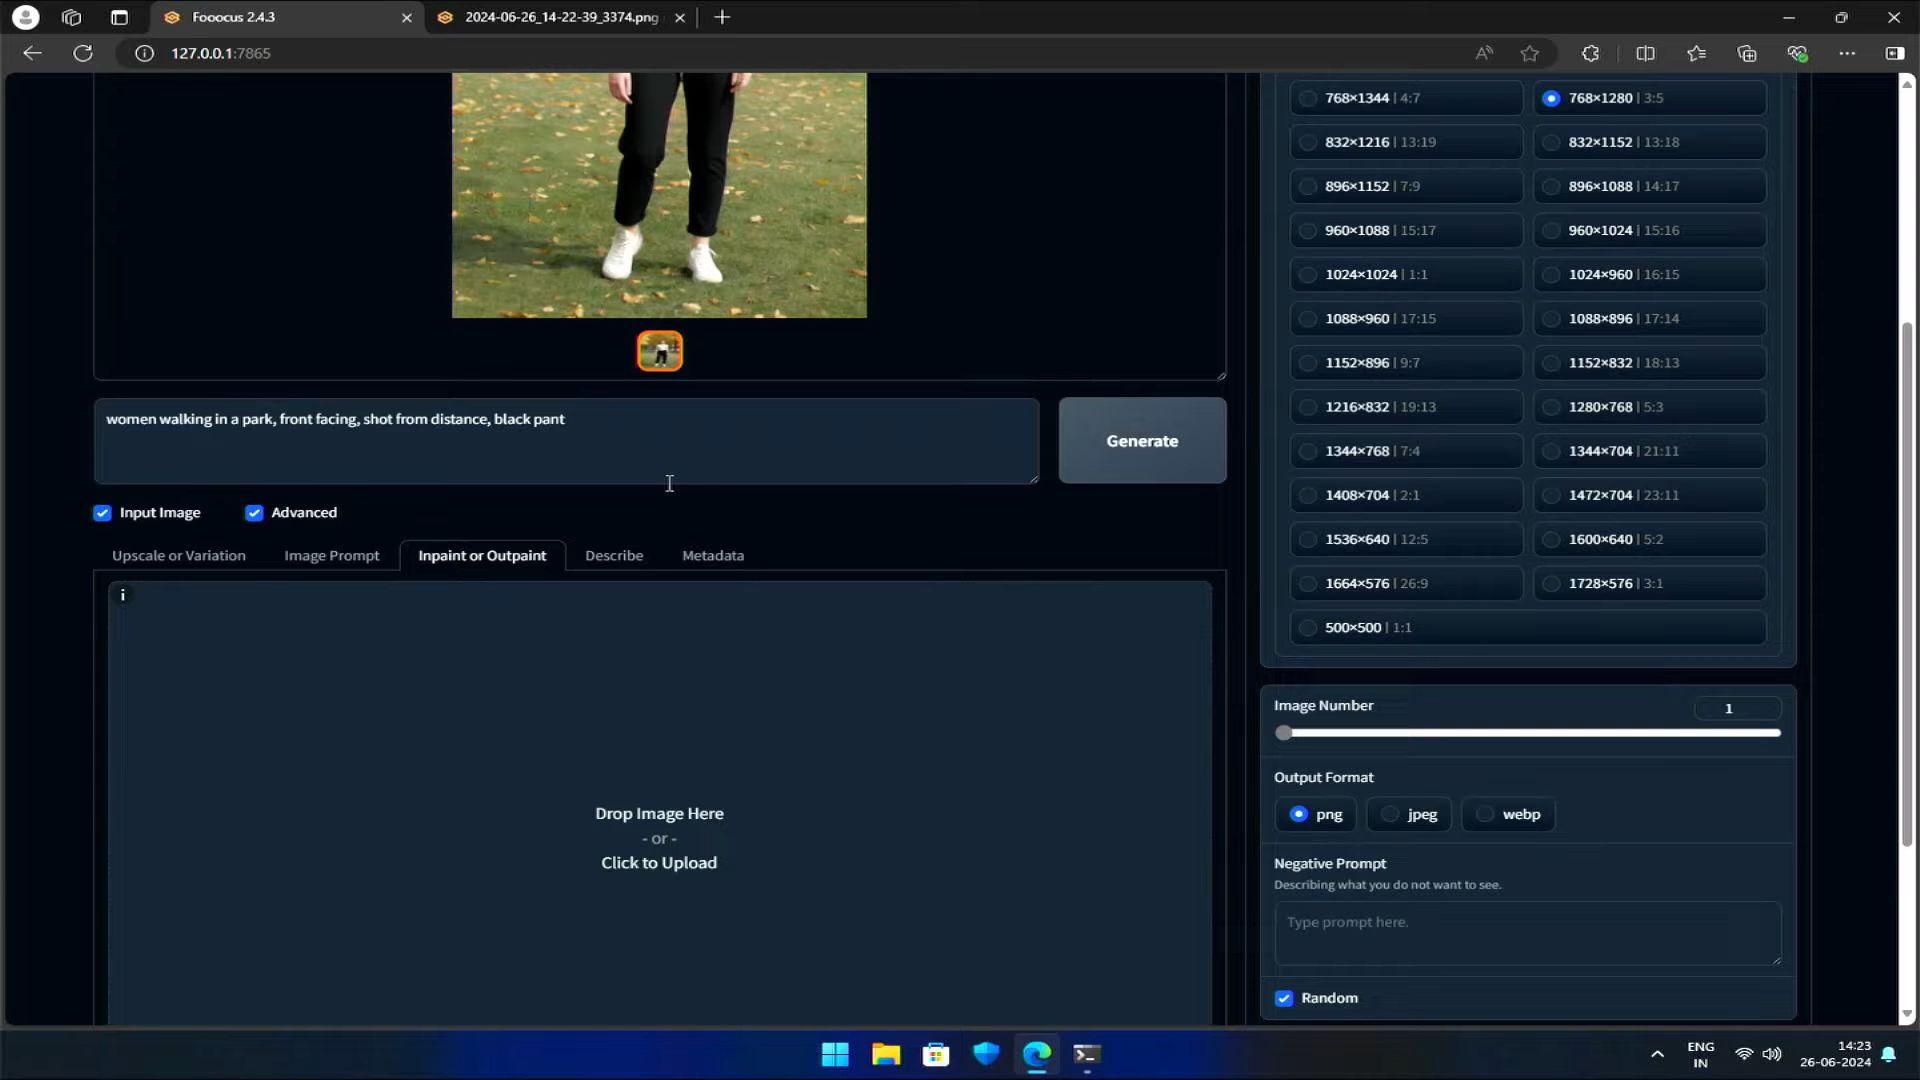 Fooocus 2.4.3
2024-06-26_14-22-39_3374.png
127.0.0.1:7865
768×1344 | 4:7
768×1280 | 3:5
832×1216 | 13:19
832×1152 | 13:18
896×1152 | 7:9
896×1088 | 14:17
960×1088 | 15:17
960×1024 | 15:16
1024×1024 | 1:1
1024×960 | 16:15
1088×960 | 17:15
1088×896 | 17:14
1152×896 | 9:7
1152×832 | 18:13
1216×832 | 19:13
1280×768 | 5:3
1344×768 | 7:4
1344×704 | 21:11
1408×704 | 2:1
1472×704 | 23:11
1536×640 | 12:5
1600×640 | 5:2
1664×576 | 26:9
1728×576 | 3:1
500×500 | 1:1
women walking in a park, front facing, shot from distance, black pant
Generate
Input Image
Advanced
Upscale or Variation
Image Prompt
Inpaint or Outpaint
Describe
Metadata
Drop Image Here
- or -
Click to Upload
Image Number
1
Output Format
png
jpeg
webp
Negative Prompt
Describing what you do not want to see.
Type prompt here.
Random
ENG
IN
14:23
26-06-2024